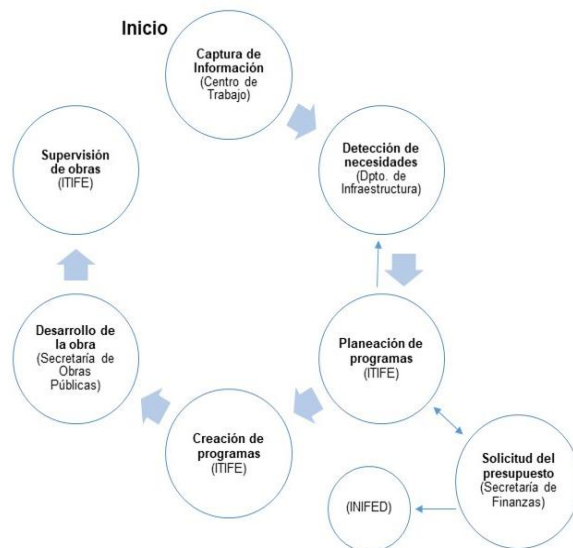 Inicio
Captura de
Información
(Centro de
Trabajo)
Detección de
necesidades
(Dpto. de
Infraestructura)
Planeación de
programas
(ITIFE)
Solicitud del
presupuesto
(Secretaría de
Finanzas)
(INIFED)
Creación de
programas
(ITIFE)
Desarrollo de
la obra
(Secretaría de
Obras
Públicas)
Supervisión
de obras
(ITIFE)